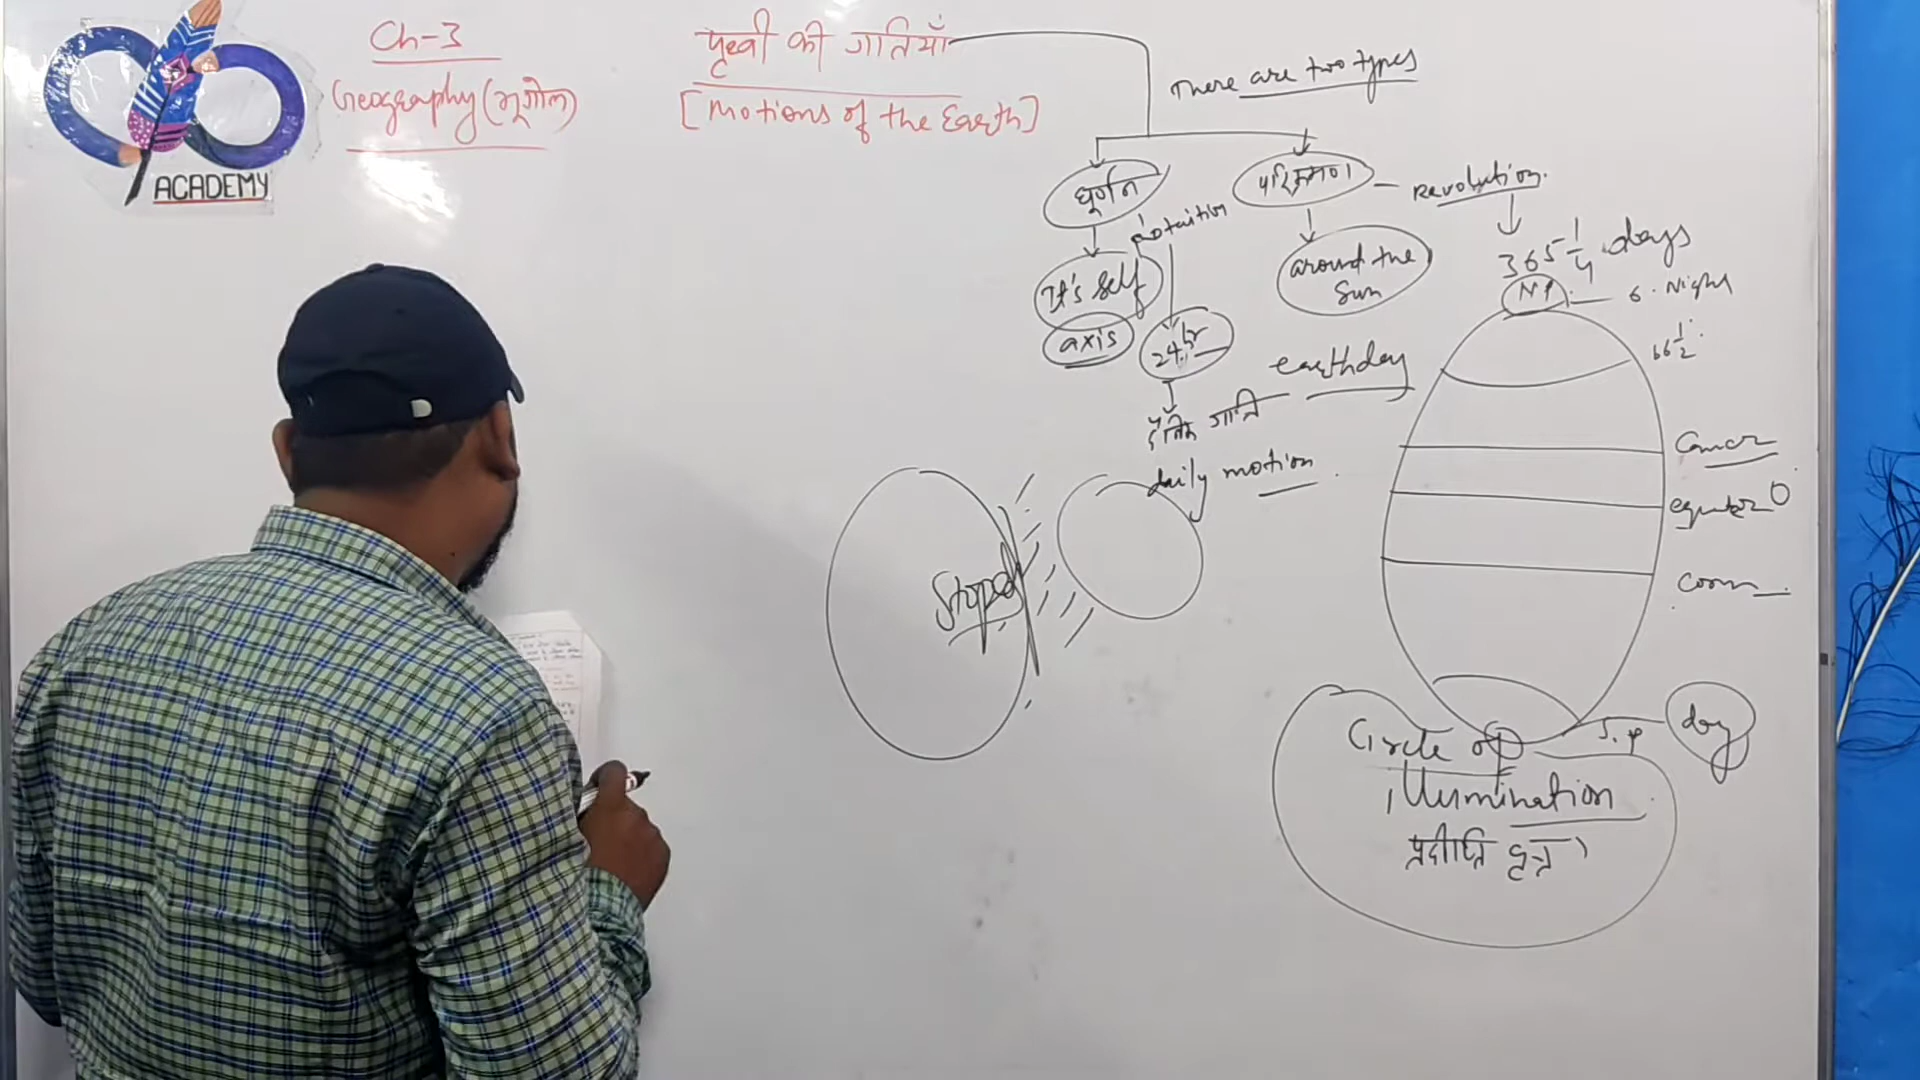 ACADEMY
Ch-3
Geography (भूगोल)
पृथ्वी की गतियाँ
[Motions of the Earth]
There are two types
घूर्णन
rotation
It's self
axis
24 hr
दैनिक गति
earthday
daily motion
परिभ्रमण
revolution.
around the
Sun
365 1/4 days
NP
6. Night
66 1/2
Cancer
equator 0
S.P
day
Stoped
Circle of
illumination
प्रदीप्ति वृत्त